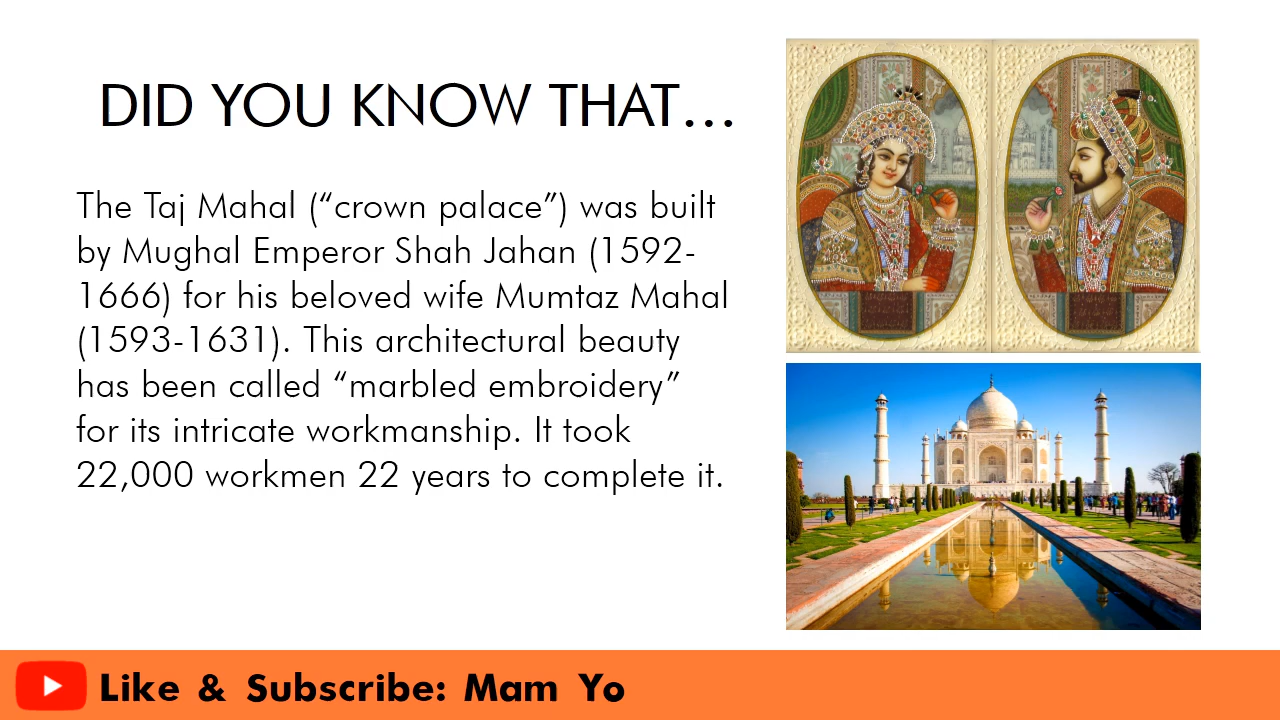 DID YOU KNOW THAT…
The Taj Mahal (“crown palace”) was built
by Mughal Emperor Shah Jahan (1592-
1666) for his beloved wife Mumtaz Mahal
(1593-1631). This architectural beauty
has been called “marbled embroidery”
for its intricate workmanship. It took
22,000 workmen 22 years to complete it.
Like & Subscribe: Mam Yo